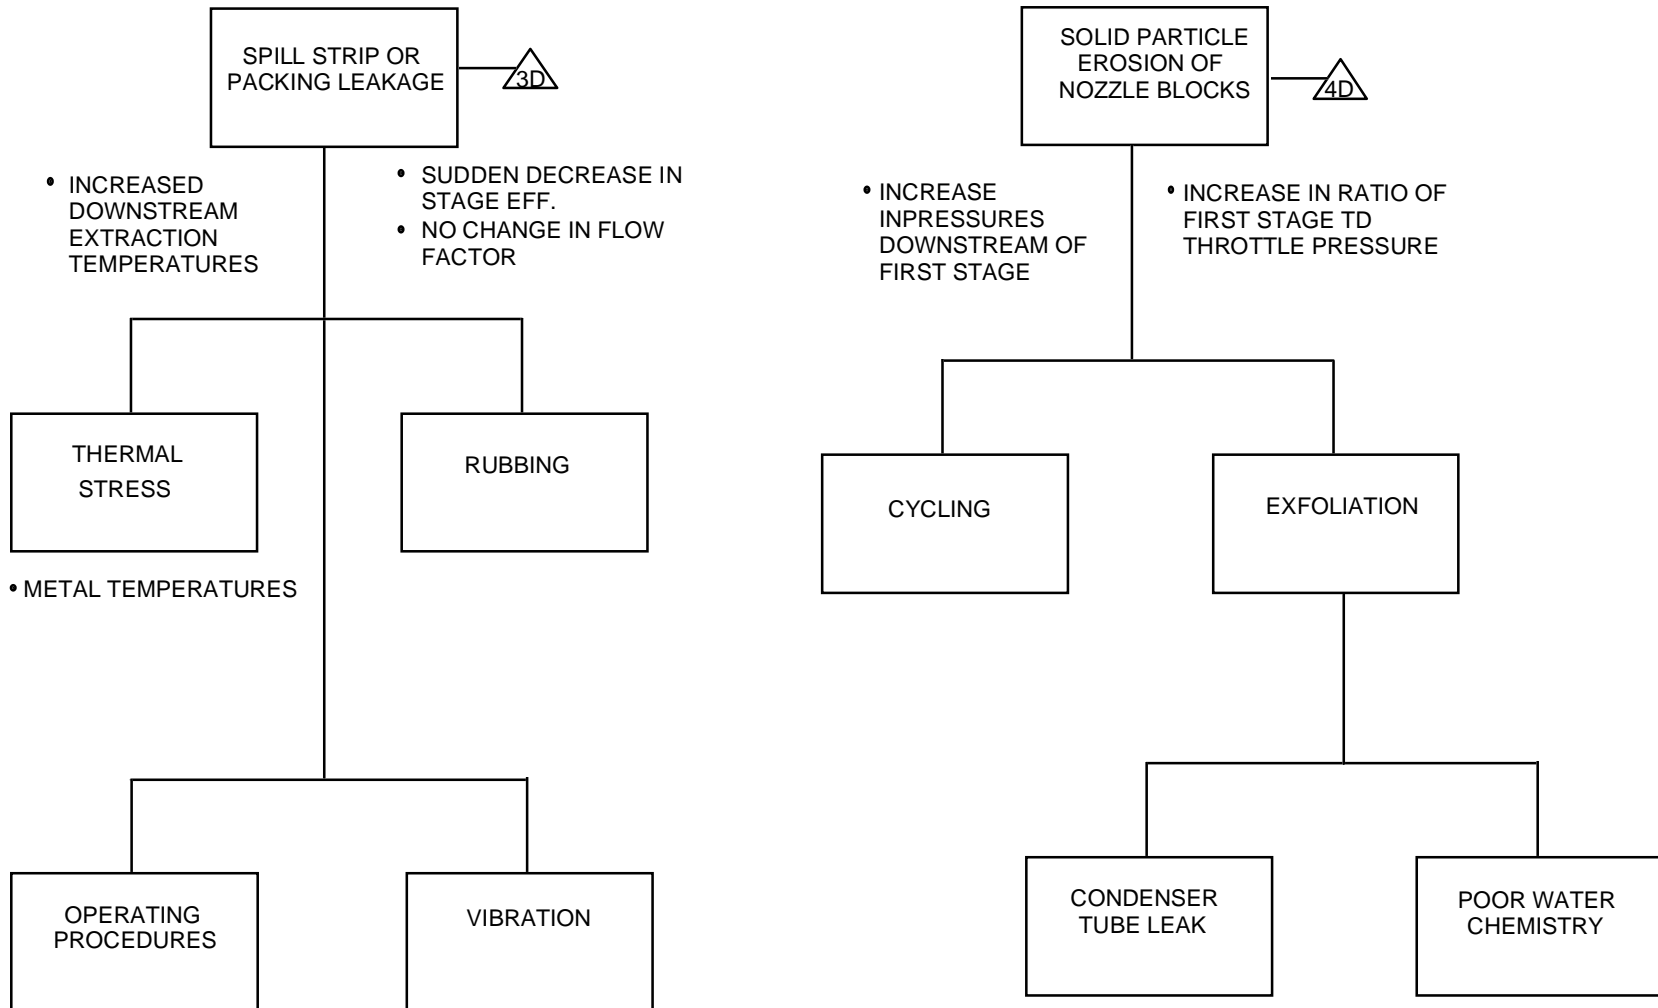 SPILL STRIP OR
PACKING LEAKAGE
3D
• INCREASED
DOWNSTREAM
EXTRACTION
TEMPERATURES
• SUDDEN DECREASE IN
STAGE EFF.
• NO CHANGE IN FLOW
FACTOR
THERMAL
STRESS
RUBBING
• METAL TEMPERATURES
OPERATING
PROCEDURES
VIBRATION
SOLID PARTICLE
EROSION OF
NOZZLE BLOCKS
4D
• INCREASE
INPRESSURES
DOWNSTREAM OF
FIRST STAGE
• INCREASE IN RATIO OF
FIRST STAGE TD
THROTTLE PRESSURE
CYCLING
EXFOLIATION
CONDENSER
TUBE LEAK
POOR WATER
CHEMISTRY